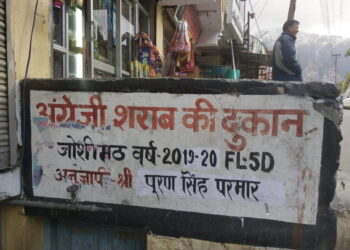 अंग्रेजी शराब की दुकान
जोशीमठ वर्ष-2019-20 FL-5D
अनुज्ञापी-श्री पूरण सिंह परमार